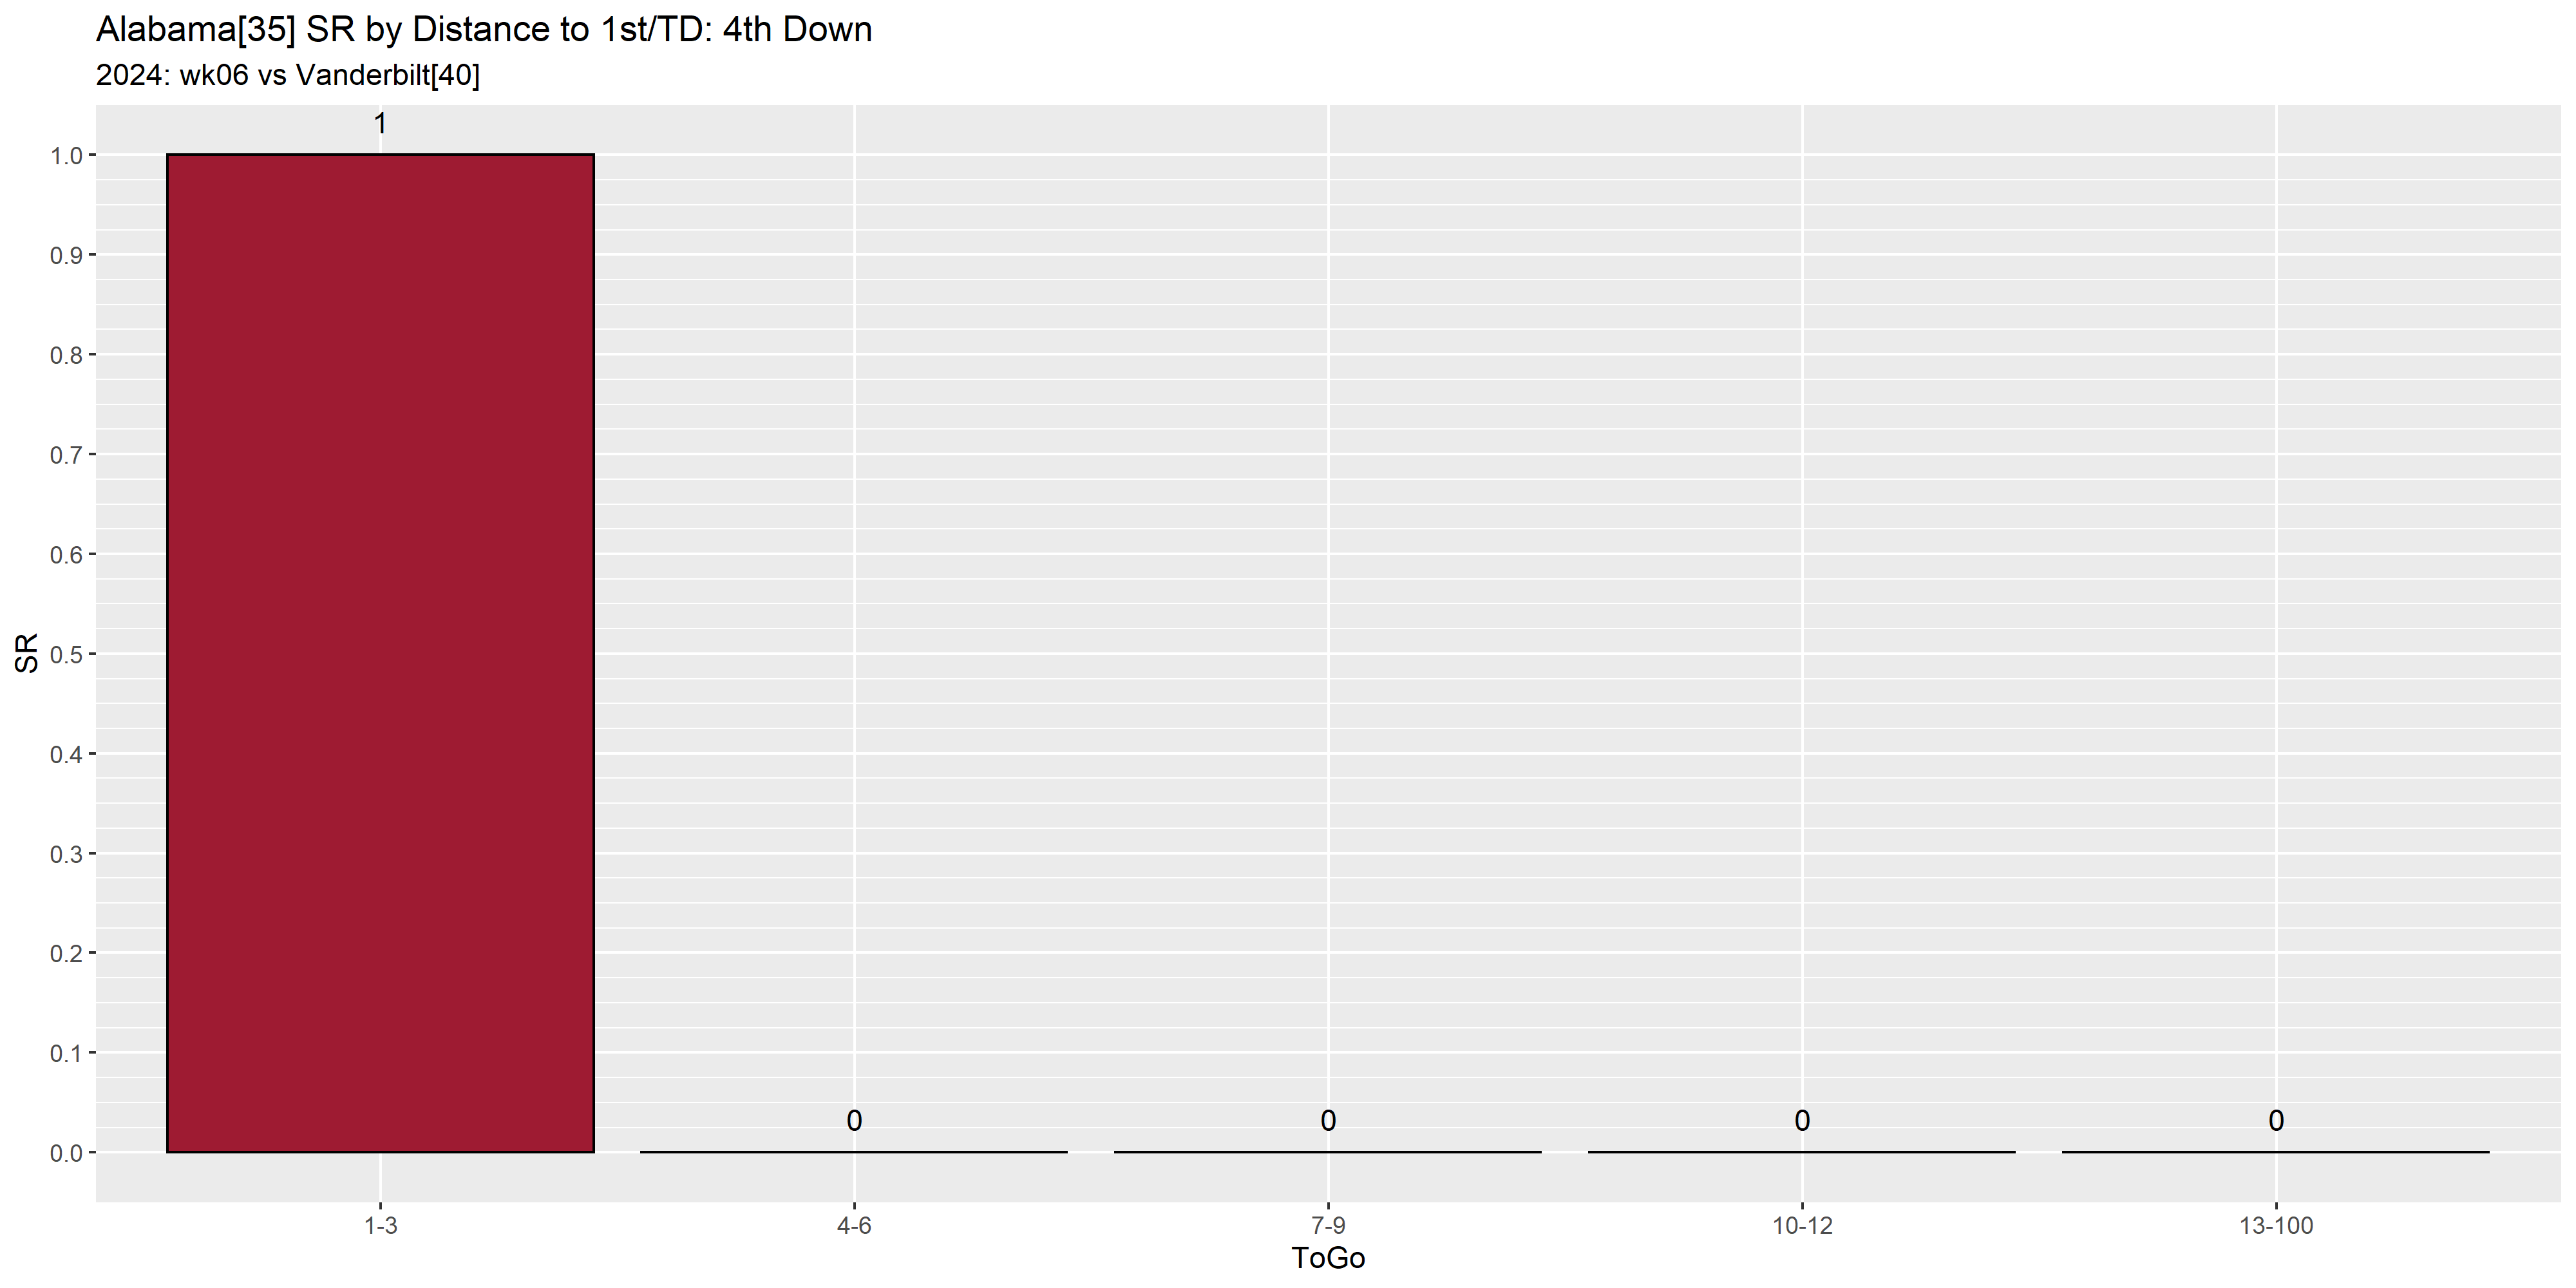 Alabama[35] SR by Distance to 1st/TD: 4th Down
2024: wk06 vs Vanderbilt[40]
1
1.0
0.9
0.8
0.7
0.6
SR
0.5
0.4
0.3
0.2
0.1
0 0 0 0
0.0
1-3 4-6 7-9 10-12 13-100
ToGo